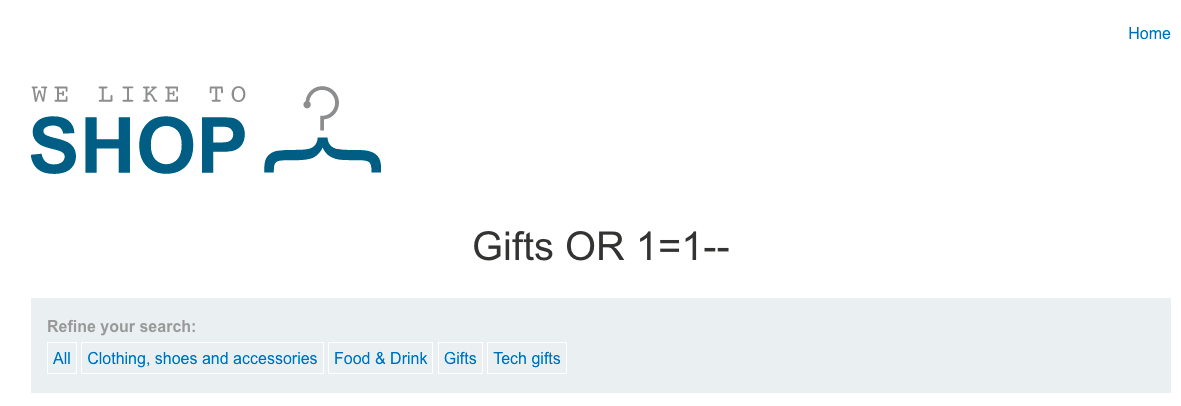 Home
WE LIKE TO
SHOP
Gifts OR 1=1--
Refine your search:
All Clothing, shoes and accessories Food & Drink Gifts Tech gifts